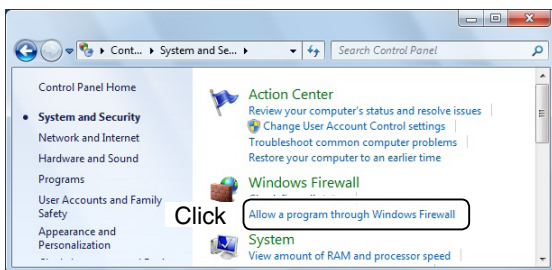 Cont... ▸ System and Se... ▸
Search Control Panel
Control Panel Home
System and Security
Network and Internet
Hardware and Sound
Programs
User Accounts and Family
Safety
Appearance and
Personalization
Action Center
Review your computer's status and resolve issues
Change User Account Control settings
Troubleshoot common computer problems
Restore your computer to an earlier time
Windows Firewall
Click
Allow a program through Windows Firewall
System
View amount of RAM and processor speed